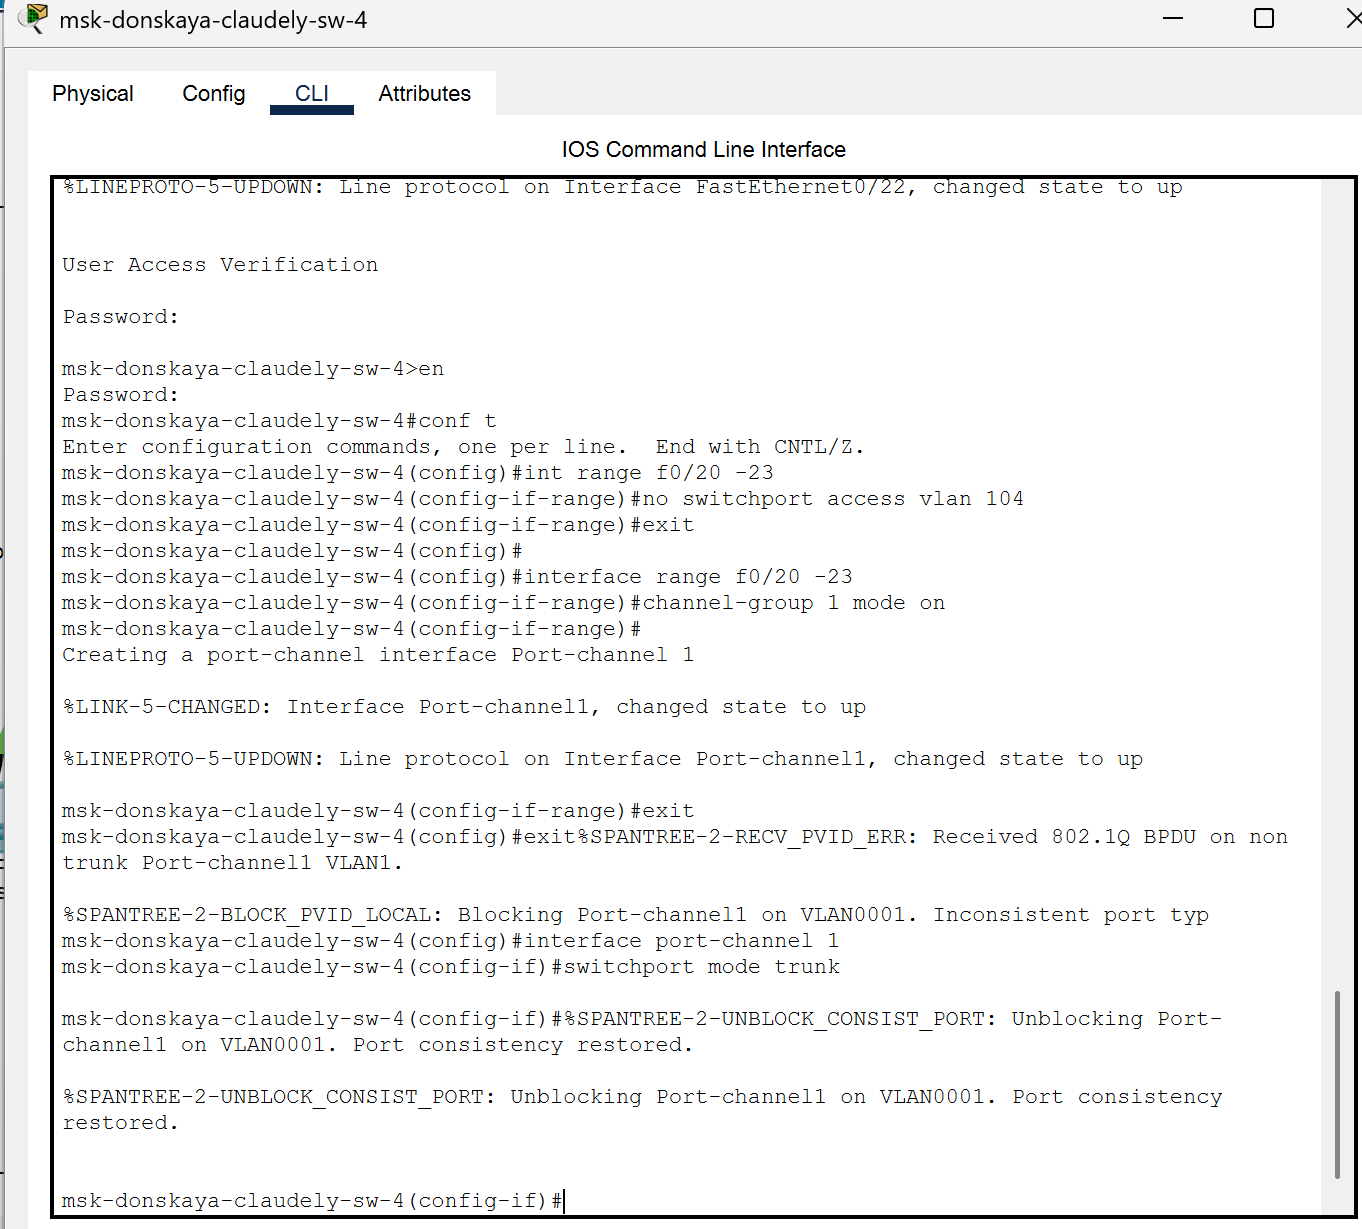 msk-donskaya-claudely-sw-4
Physical Config CLI Attributes
IOS Command Line Interface
%LINEPROTO-5-UPDOWN: Line protocol on Interface FastEthernet0/22, changed state to up
User Access Verification
Password:
msk-donskaya-claudely-sw-4>en
Password:
msk-donskaya-claudely-sw-4#conf t
Enter configuration commands, one per line.  End with CNTL/Z.
msk-donskaya-claudely-sw-4(config)#int range f0/20 -23
msk-donskaya-claudely-sw-4(config-if-range)#no switchport access vlan 104
msk-donskaya-claudely-sw-4(config-if-range)#exit
msk-donskaya-claudely-sw-4(config)#
msk-donskaya-claudely-sw-4(config)#interface range f0/20 -23
msk-donskaya-claudely-sw-4(config-if-range)#channel-group 1 mode on
msk-donskaya-claudely-sw-4(config-if-range)#
Creating a port-channel interface Port-channel 1
%LINK-5-CHANGED: Interface Port-channel1, changed state to up
%LINEPROTO-5-UPDOWN: Line protocol on Interface Port-channel1, changed state to up
msk-donskaya-claudely-sw-4(config-if-range)#exit
msk-donskaya-claudely-sw-4(config)#exit%SPANTREE-2-RECV_PVID_ERR: Received 802.1Q BPDU on non
trunk Port-channel1 VLAN1.
%SPANTREE-2-BLOCK_PVID_LOCAL: Blocking Port-channel1 on VLAN0001. Inconsistent port typ
msk-donskaya-claudely-sw-4(config)#interface port-channel 1
msk-donskaya-claudely-sw-4(config-if)#switchport mode trunk
msk-donskaya-claudely-sw-4(config-if)#%SPANTREE-2-UNBLOCK_CONSIST_PORT: Unblocking Port-
channel1 on VLAN0001. Port consistency restored.
%SPANTREE-2-UNBLOCK_CONSIST_PORT: Unblocking Port-channel1 on VLAN0001. Port consistency
restored.
msk-donskaya-claudely-sw-4(config-if)#